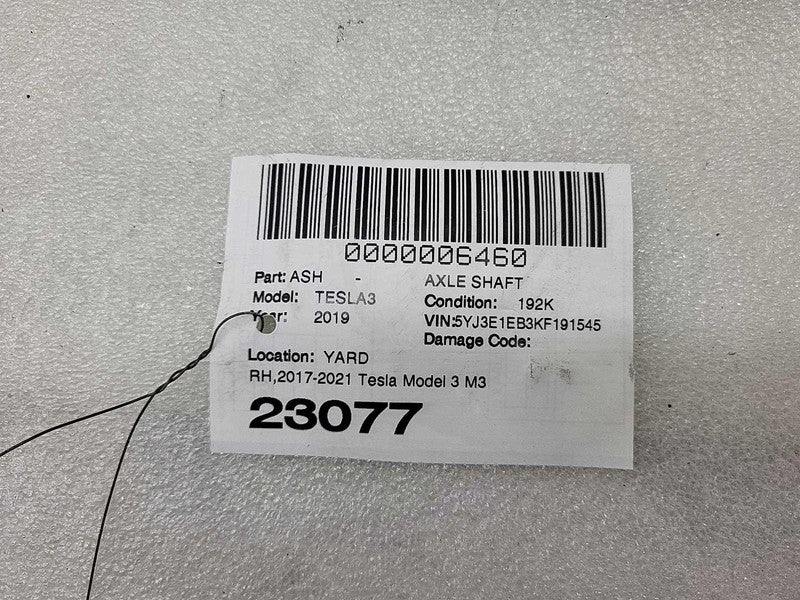 0000006460
Part: ASH - AXLE SHAFT
Model: TESLA3 Condition: 192K
Year: 2019 VIN:5YJ3E1EB3KF191545
Damage Code:
Location: YARD
RH,2017-2021 Tesla Model 3 M3
23077